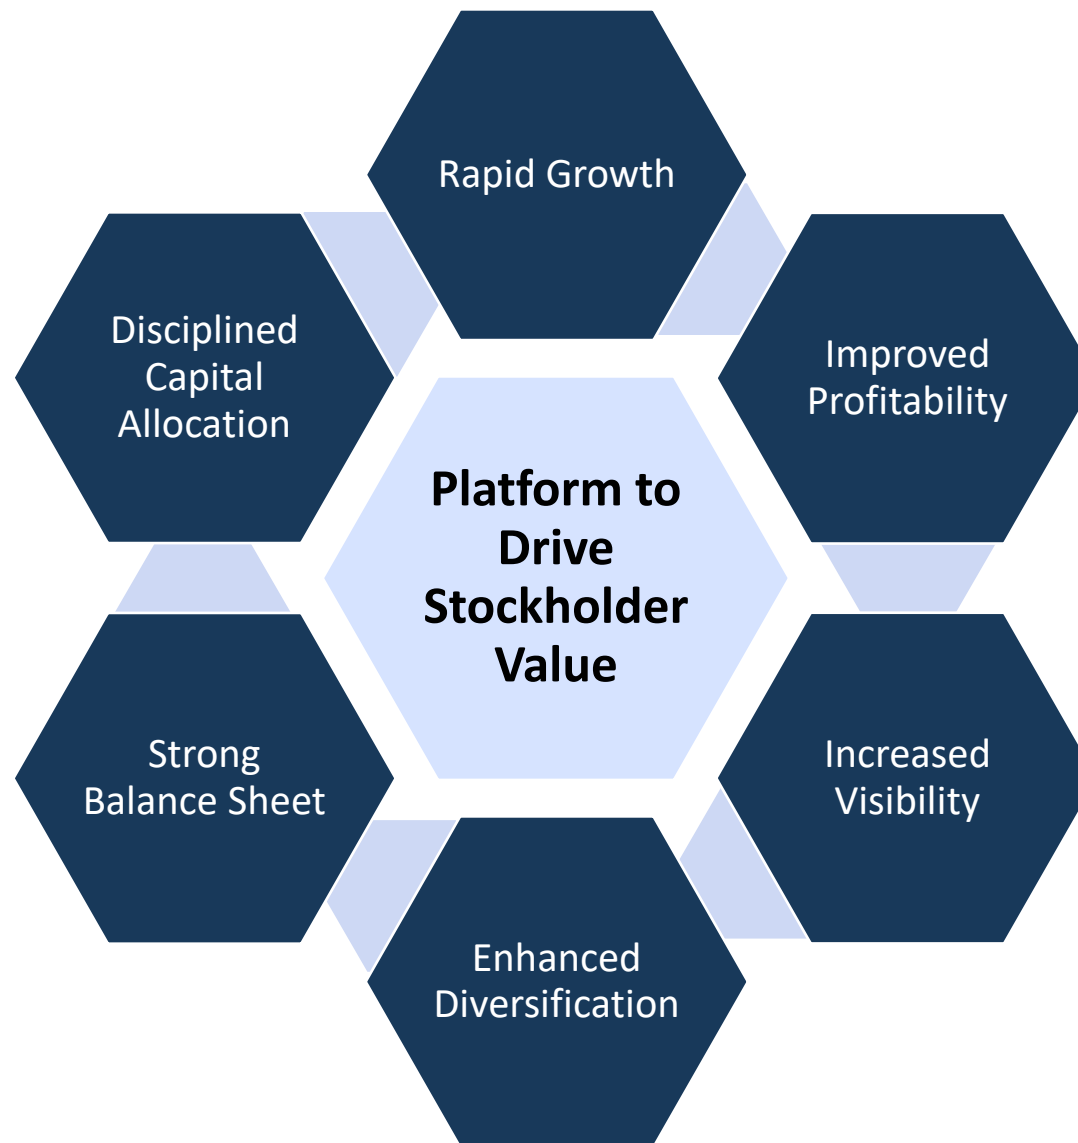 Rapid Growth
Disciplined
Capital
Allocation
Improved
Profitability
Platform to
Drive
Stockholder
Value
Strong
Balance Sheet
Increased
Visibility
Enhanced
Diversification